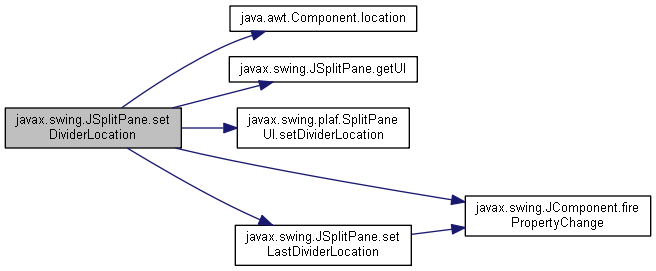 java.awt.Component.location
javax.swing.JSplitPane.getUI
javax.swing.JSplitPane.set
DividerLocation
javax.swing.plaf.SplitPane
UI.setDividerLocation
javax.swing.JComponent.fire
PropertyChange
javax.swing.JSplitPane.set
LastDividerLocation